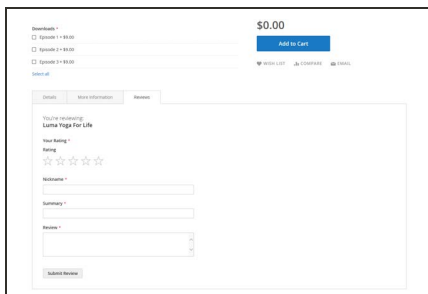 Downloads *
Episode 1 + $9.00
Episode 2 + $9.00
Episode 3 + $9.00
Select all
$0.00
Add to Cart
WISH LIST
COMPARE
EMAIL
Details
More Information
Reviews
You're reviewing:
Luma Yoga For Life
Your Rating *
Rating
Nickname *
Summary *
Review *
Submit Review